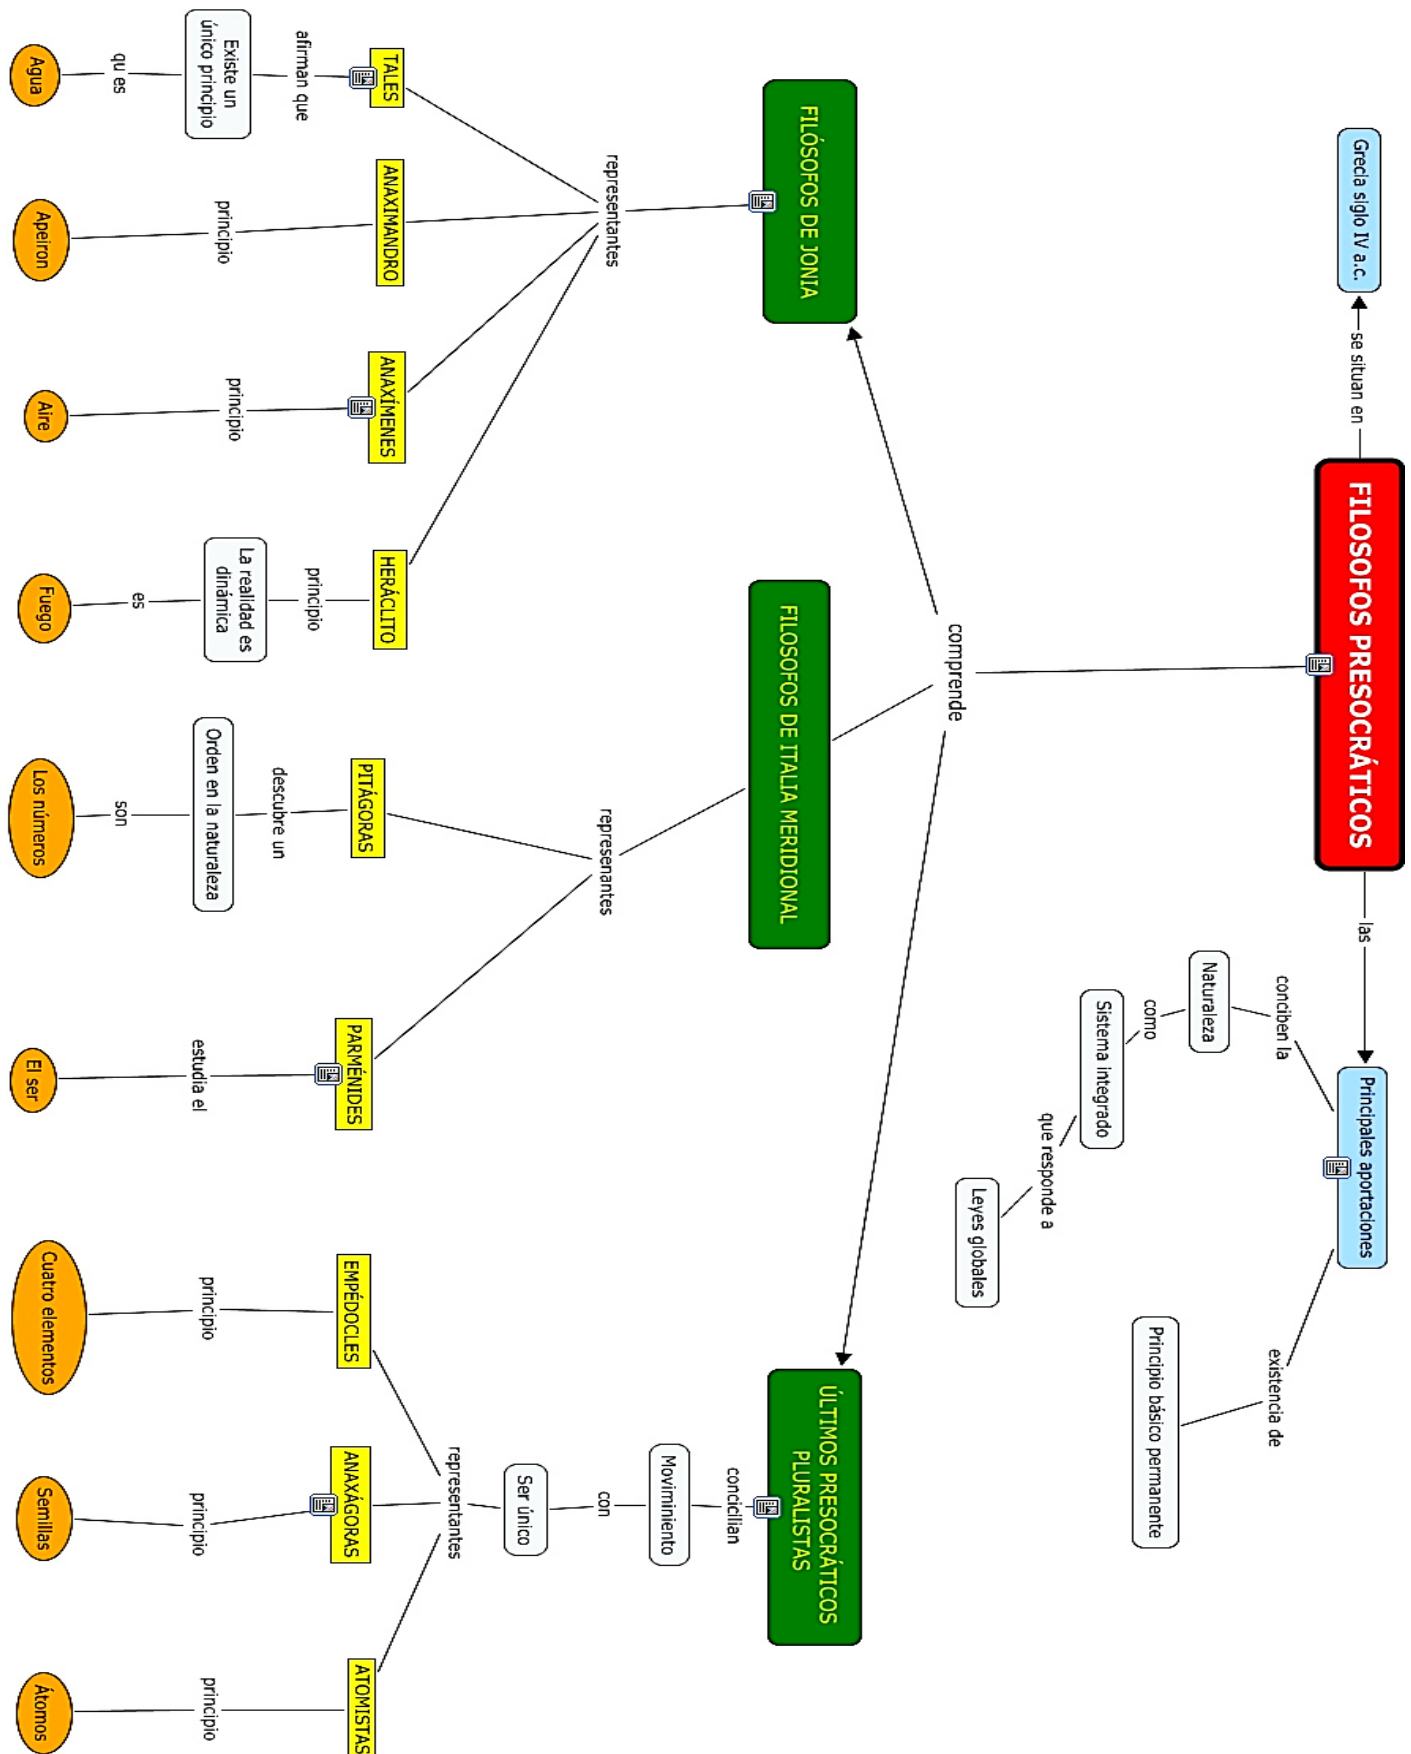 FILOSOFOS PRESOCRÁTICOS
se situan en
Grecia siglo IV a.c.
las
Principales aportaciones
conciben la
Naturaleza
como
Sistema integrado
que responde a
Leyes globales
existencia de
Principio básico permanente
comprende
FILÓSOFOS DE JONIA
representantes
TALES
afirman que
Existe un
único principio
qu es
Agua
ANAXIMANDRO
principio
Apeiron
ANAXÍMENES
principio
Aire
HERÁCLITO
principio
La realidad es
dinámica
es
Fuego
FILOSOFOS DE ITALIA MERIDIONAL
represenantes
PITÁGORAS
descubre un
Orden en la naturaleza
son
Los números
PARMÉNIDES
estudia el
El ser
ÚLTIMOS PRESOCRÁTICOS
PLURALISTAS
concicilian
Moviminiento
con
Ser único
representantes
EMPÉDOCLES
principio
Cuatro elementos
ANAXÁGORAS
principio
Semillas
ATOMISTAS
principio
Átomos